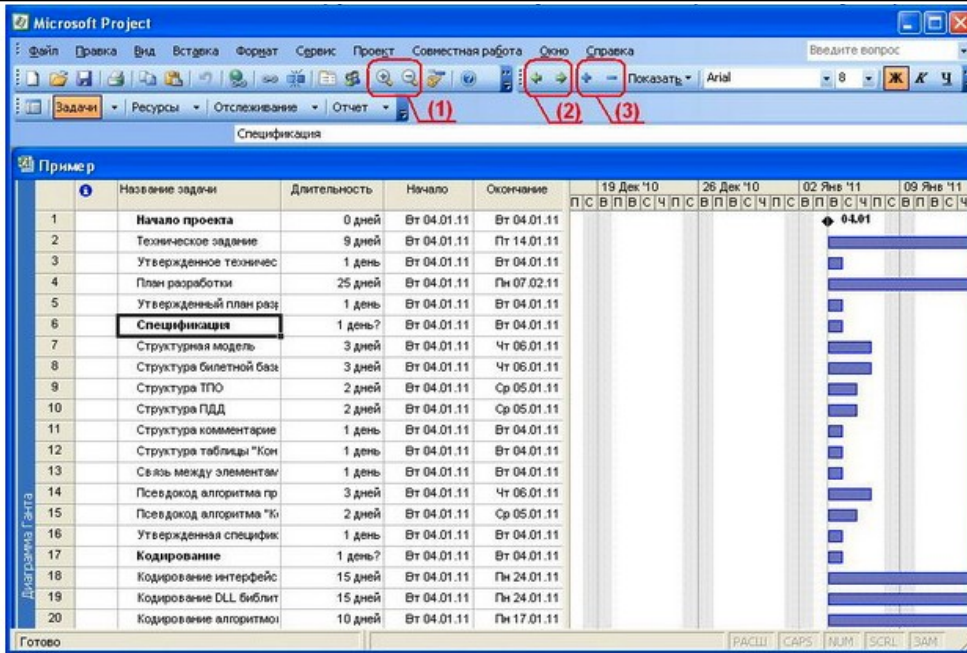 Microsoft Project
Файл Правка Вид Вставка Формат Сервис Проект Совместная работа Окно Справка Введите вопрос
Показать Arial 8 Ж К Ч
Задачи Ресурсы Отслеживание Отчет (1) (2) (3)
Спецификация
Пример
Название задачи Длительность Начало Окончание 19 Дек '10 26 Дек '10 02 Янв '11 09 Янв '11
П С В П В С Ч П С В П В С Ч П С В П В С Ч П С В П В С Ч
1 Начало проекта 0 дней Вт 04.01.11 Вт 04.01.11 04.01
2 Техническое задание 9 дней Вт 04.01.11 Пт 14.01.11
3 Утвержденное техничес 1 день Вт 04.01.11 Вт 04.01.11
4 План разработки 25 дней Вт 04.01.11 Пн 07.02.11
5 Утвержденный план разр 1 день Вт 04.01.11 Вт 04.01.11
6 Спецификация 1 день? Вт 04.01.11 Вт 04.01.11
7 Структурная модель 3 дней Вт 04.01.11 Чт 06.01.11
8 Структура билетной базы 3 дней Вт 04.01.11 Чт 06.01.11
9 Структура ТПО 2 дней Вт 04.01.11 Ср 05.01.11
10 Структура ПДД 2 дней Вт 04.01.11 Ср 05.01.11
11 Структура комментарие 1 день Вт 04.01.11 Вт 04.01.11
12 Структура таблицы "Кон 1 день Вт 04.01.11 Вт 04.01.11
13 Связь между элементам 1 день Вт 04.01.11 Вт 04.01.11
14 Псевдокод алгоритма пр 3 дней Вт 04.01.11 Чт 06.01.11
15 Псевдокод алгоритма "К 2 дней Вт 04.01.11 Ср 05.01.11
16 Утвержденная специфик 1 день Вт 04.01.11 Вт 04.01.11
17 Кодирование 1 день? Вт 04.01.11 Вт 04.01.11
18 Кодирование интерфейс 15 дней Вт 04.01.11 Пн 24.01.11
19 Кодирование DLL библит 15 дней Вт 04.01.11 Пн 24.01.11
20 Кодирование алгоритмо 10 дней Вт 04.01.11 Пн 17.01.11
Диаграмма Ганта
Готово РАСШ CAPS NUM SCRL ЗАМ